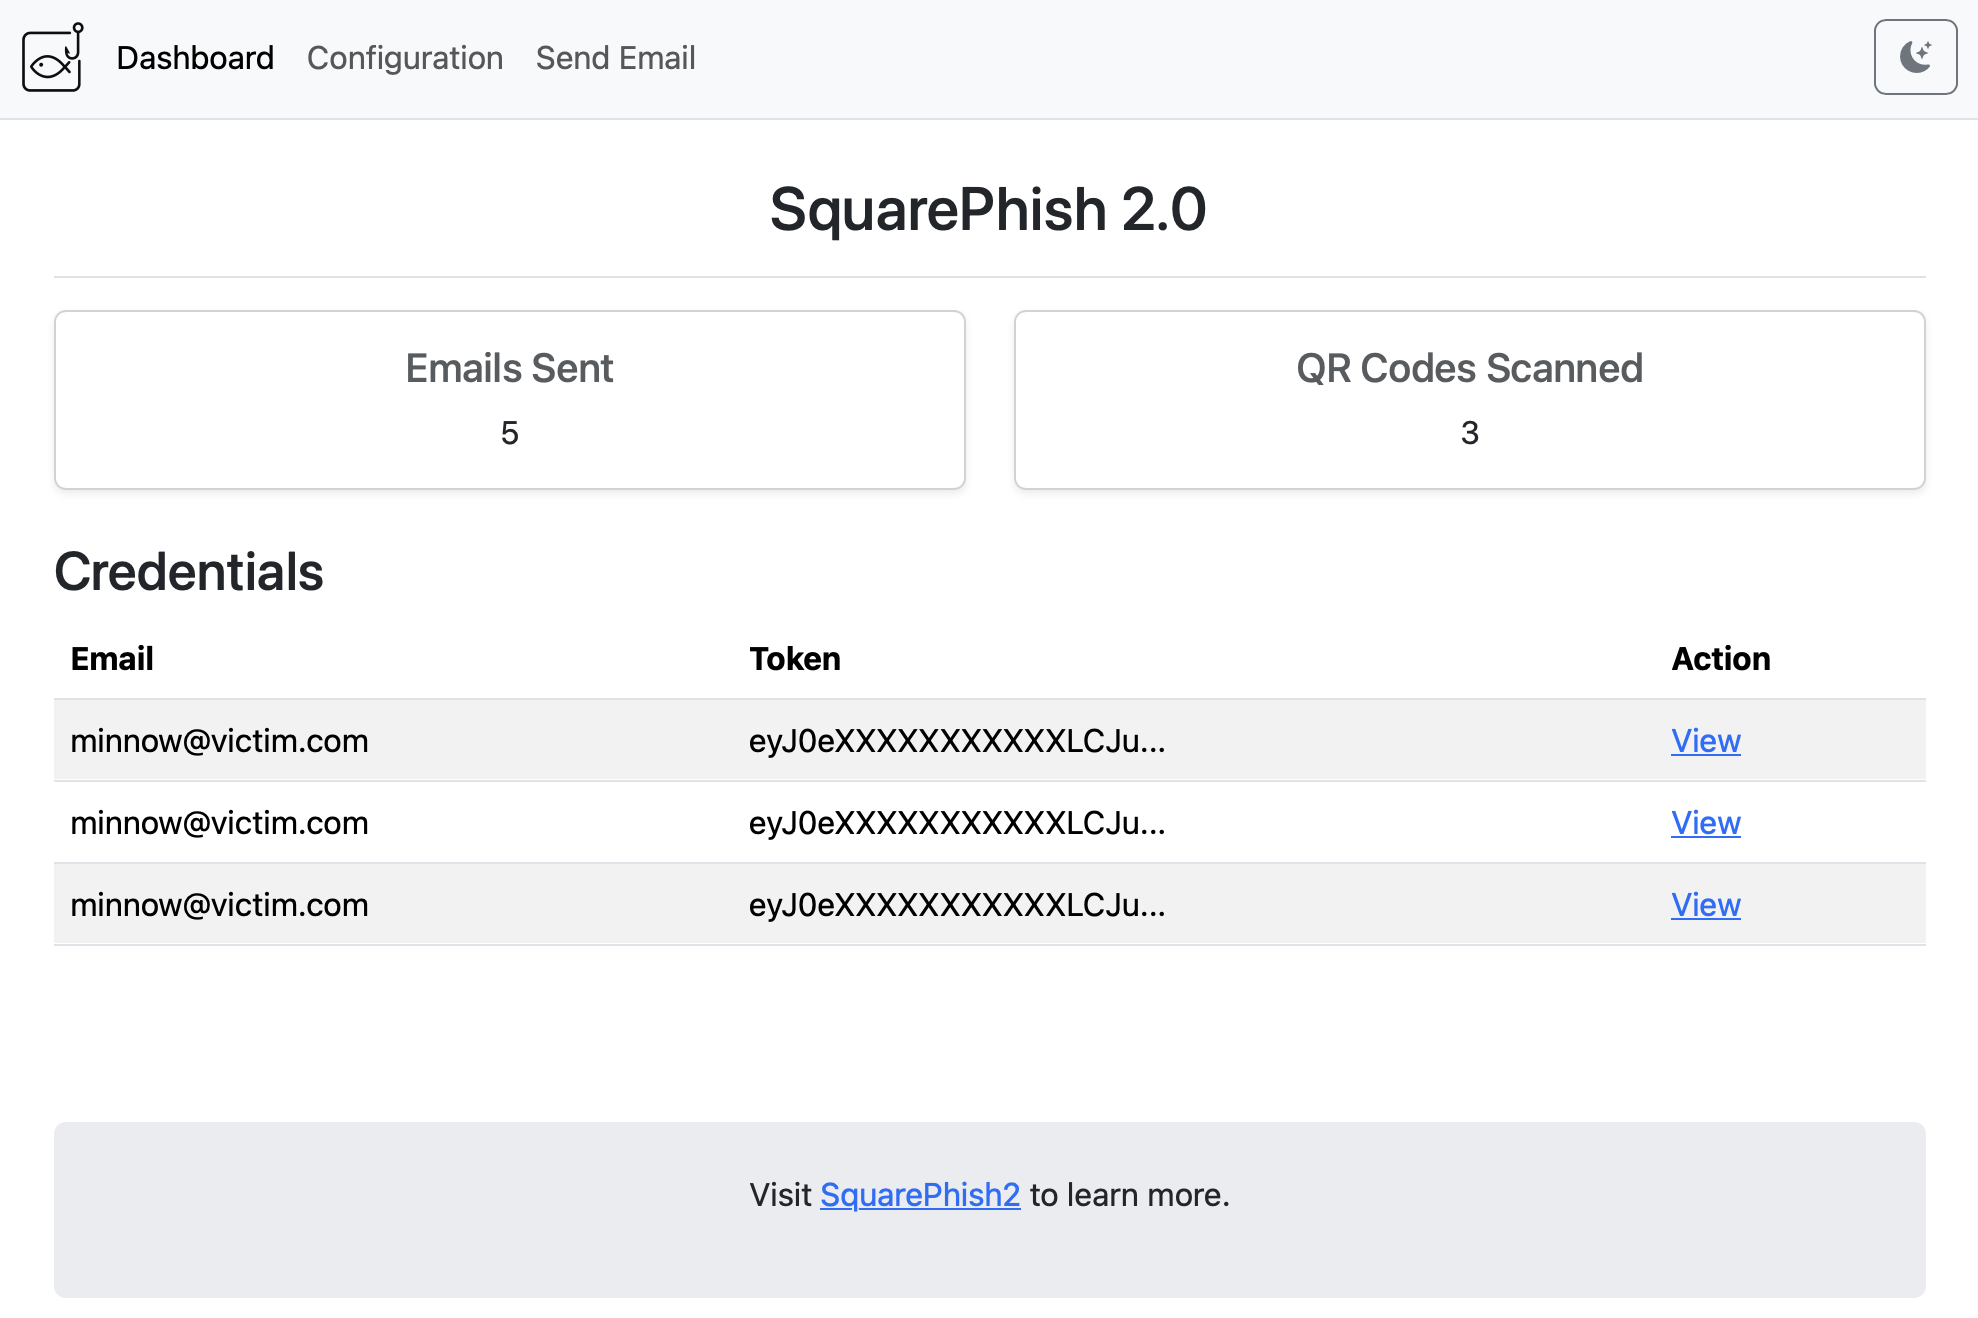 Dashboard Configuration Send Email
SquarePhish 2.0
Emails Sent
5
QR Codes Scanned
3
Credentials
Email Token Action
minnow@victim.com eyJ0eXXXXXXXXXXXLCJu... View
minnow@victim.com eyJ0eXXXXXXXXXXXLCJu... View
minnow@victim.com eyJ0eXXXXXXXXXXXLCJu... View
Visit SquarePhish2 to learn more.